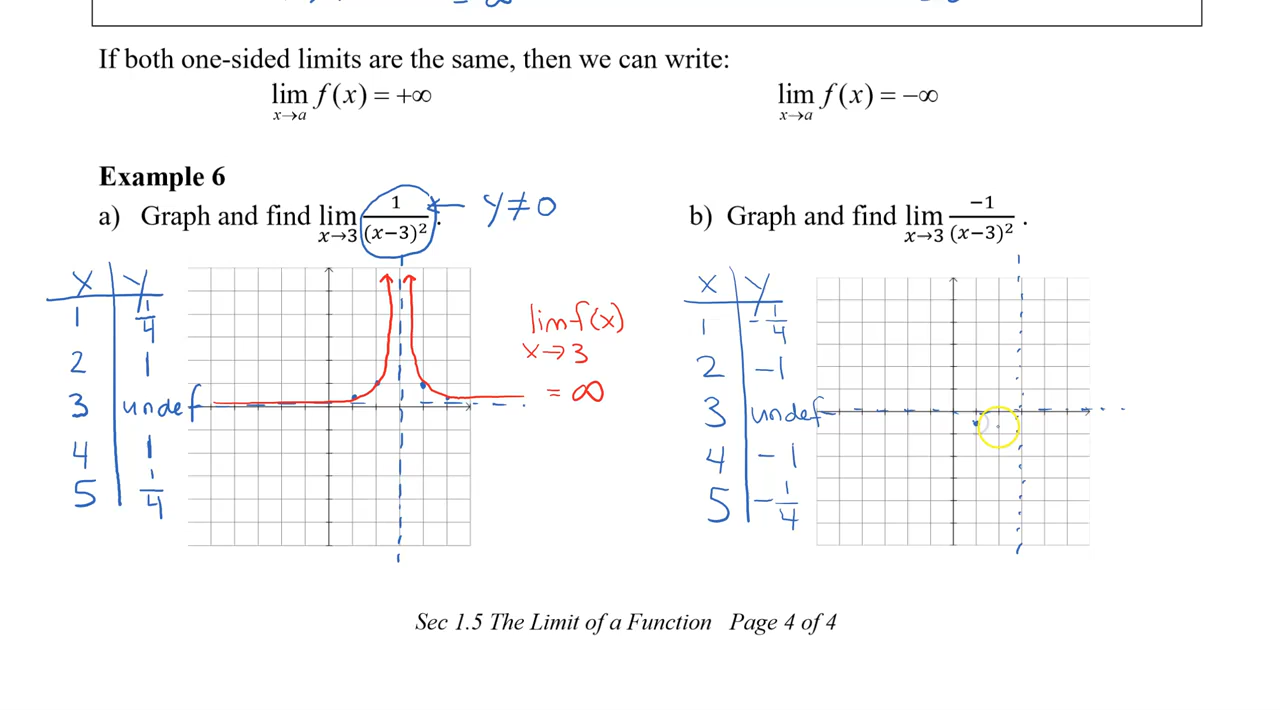 = ∞
If both one-sided limits are the same, then we can write:
lim f(x) = +∞
x→a
lim f(x) = −∞
x→a
Example 6
a) Graph and find lim x→3 1/(x−3)² .
← y ≠ 0
x | y
1 | 1/4
2 | 1
3 | undef
4 | 1
5 | 1/4
lim f(x)
x → 3
= ∞
b) Graph and find lim x→3 −1/(x−3)² .
x | y
1 | -1/4
2 | -1
3 | undef
4 | -1
5 | -1/4
Sec 1.5 The Limit of a Function Page 4 of 4